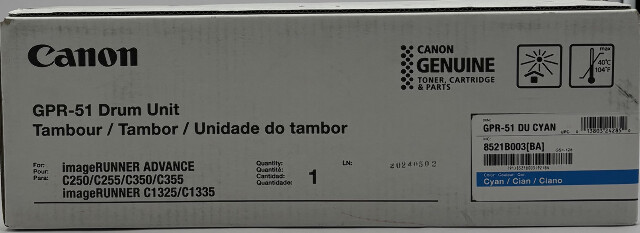 Canon
GPR-51 Drum Unit
Tambour / Tambor / Unidade do tambor
For:
Pour:
Para:
imageRUNNER ADVANCE
C250/C255/C350/C355
imageRUNNER C1325/C1335
Quantity:
Quantité:
Cantidad:
Quantidade:
1
LN:
CANON
GENUINE
TONER, CARTRIDGE
& PARTS
max
40°C
104°F
GPR-51 DU CYAN
8521B003[BA]
Cyan / Cian / Ciano